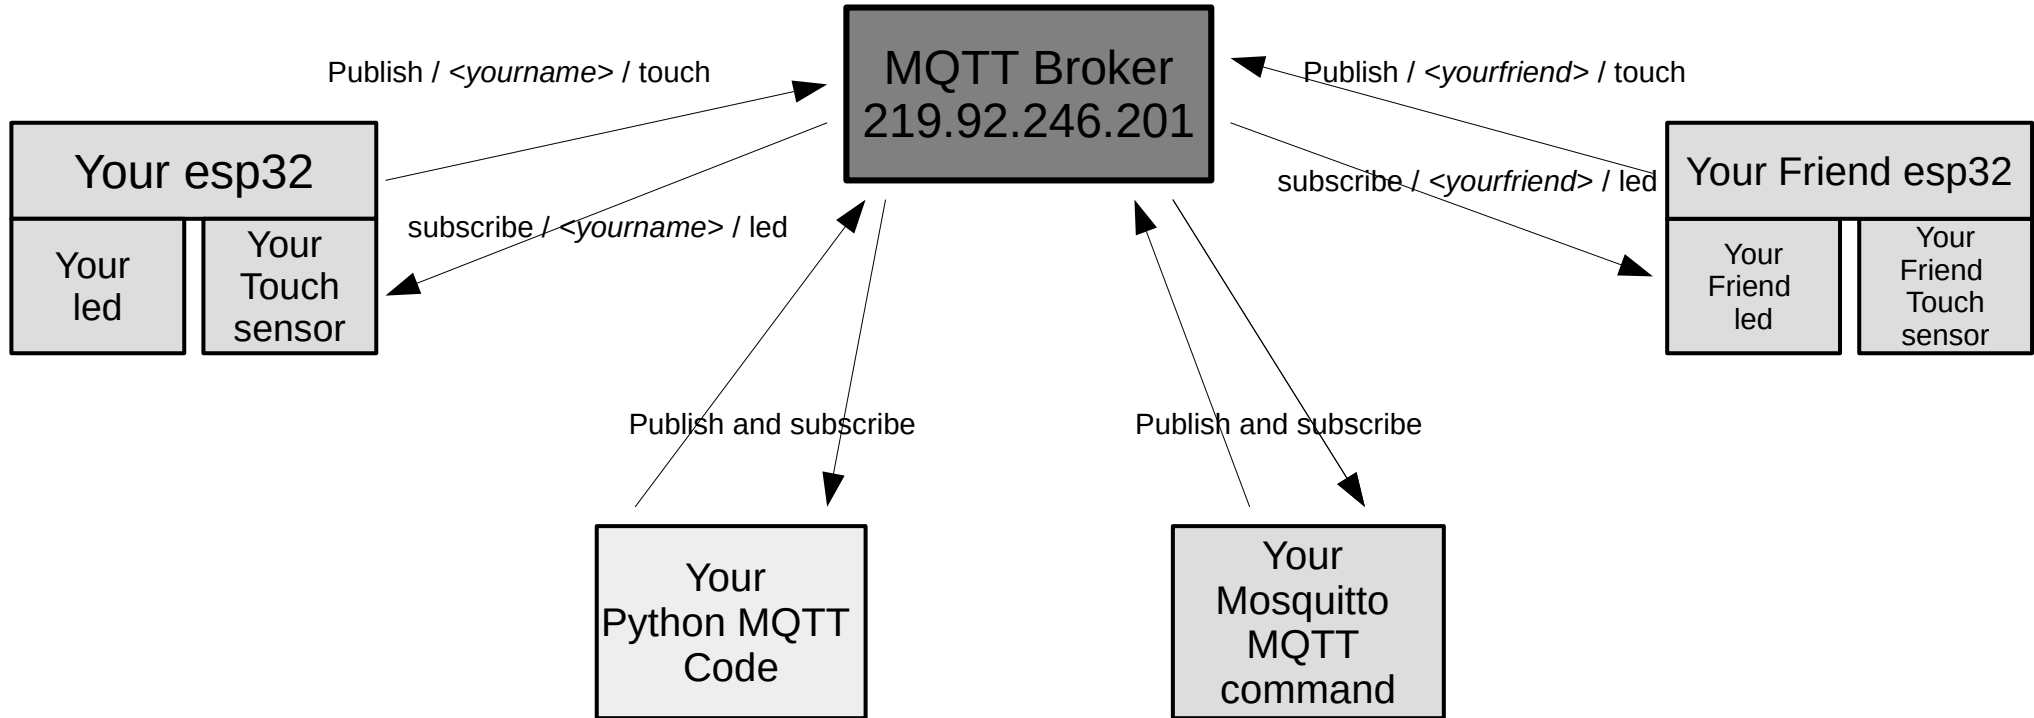 MQTT Broker
219.92.246.201
Publish / <yourname> / touch
Publish / <yourfriend> / touch
Your esp32
subscribe / <yourname> / led
subscribe / <yourfriend> / led
Your Friend esp32
Your
led
Your
Touch
sensor
Your
Friend
led
Your
Friend
Touch
sensor
Publish and subscribe
Publish and subscribe
Your
Python MQTT
Code
Your
Mosquitto
MQTT
command